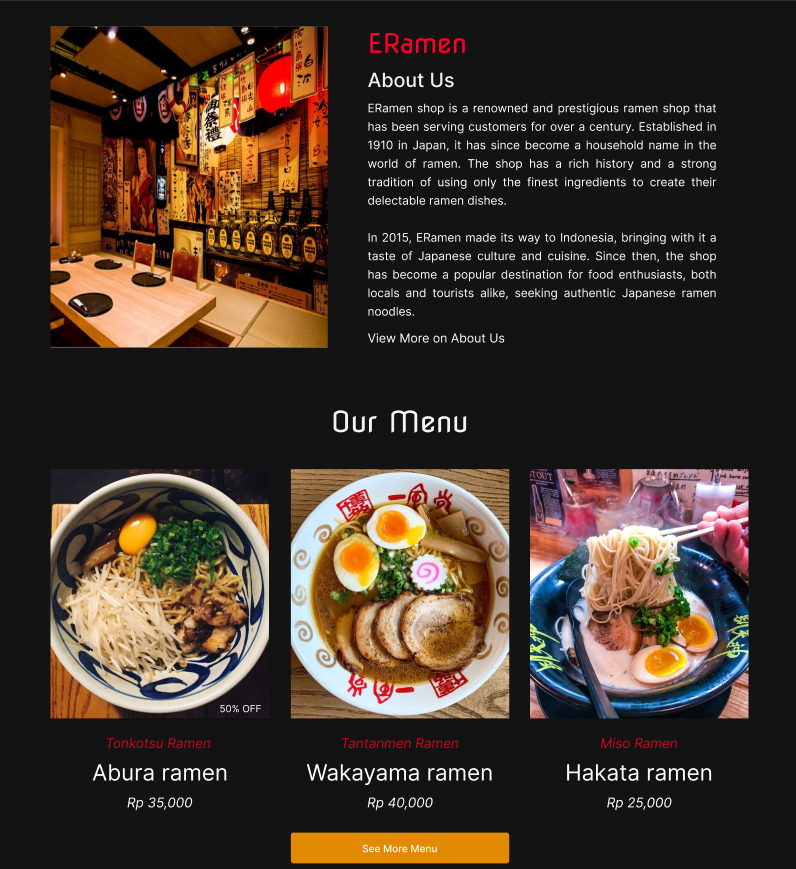 ERamen
About Us
ERamen shop is a renowned and prestigious ramen shop that
has been serving customers for over a century. Established in
1910 in Japan, it has since become a household name in the
world of ramen. The shop has a rich history and a strong
tradition of using only the finest ingredients to create their
delectable ramen dishes.
In 2015, ERamen made its way to Indonesia, bringing with it a
taste of Japanese culture and cuisine. Since then, the shop
has become a popular destination for food enthusiasts, both
locals and tourists alike, seeking authentic Japanese ramen
noodles.
View More on About Us
Our Menu
50% OFF
Tonkotsu Ramen
Abura ramen
Rp 35,000
Tantanmen Ramen
Wakayama ramen
Rp 40,000
Miso Ramen
Hakata ramen
Rp 25,000
See More Menu